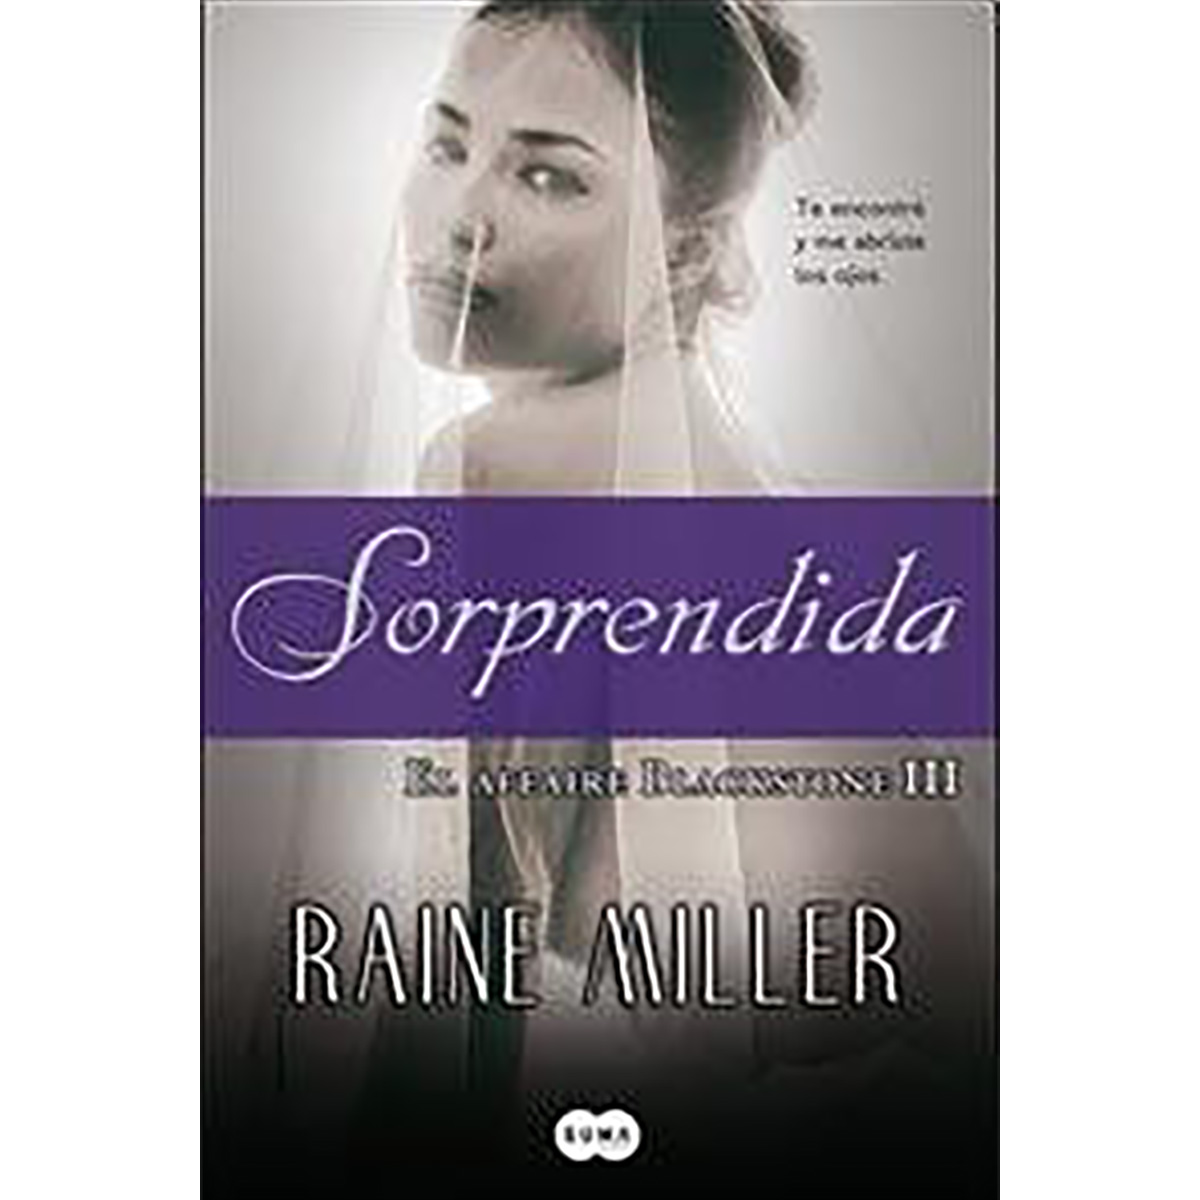 Te encontré
y me abriste
los ojos.
Sorprendida
EL AFFAIRE BLACKSTONE III
RAINE MILLER
SUMA